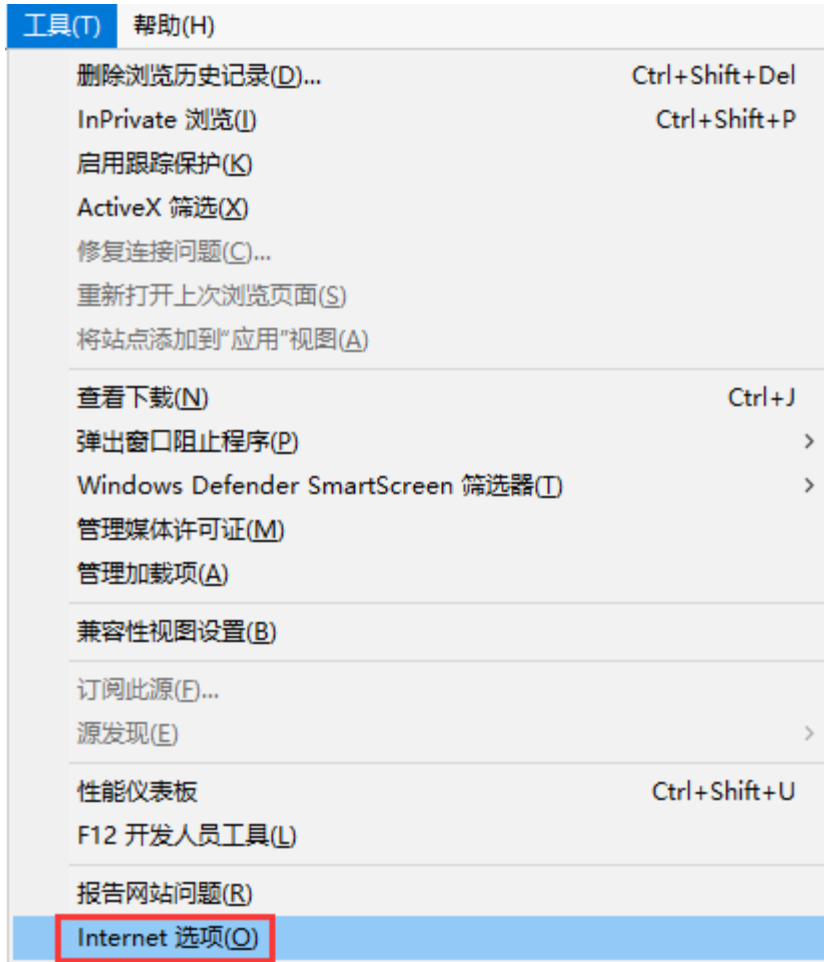 工具(T) 帮助(H)
删除浏览历史记录(D)... Ctrl+Shift+Del
InPrivate 浏览(I) Ctrl+Shift+P
启用跟踪保护(K)
ActiveX 筛选(X)
修复连接问题(C)...
重新打开上次浏览页面(S)
将站点添加到“应用”视图(A)
查看下载(N) Ctrl+J
弹出窗口阻止程序(P)
Windows Defender SmartScreen 筛选器(T)
管理媒体许可证(M)
管理加载项(A)
兼容性视图设置(B)
订阅此源(F)...
源发现(E)
性能仪表板 Ctrl+Shift+U
F12 开发人员工具(L)
报告网站问题(R)
Internet 选项(O)